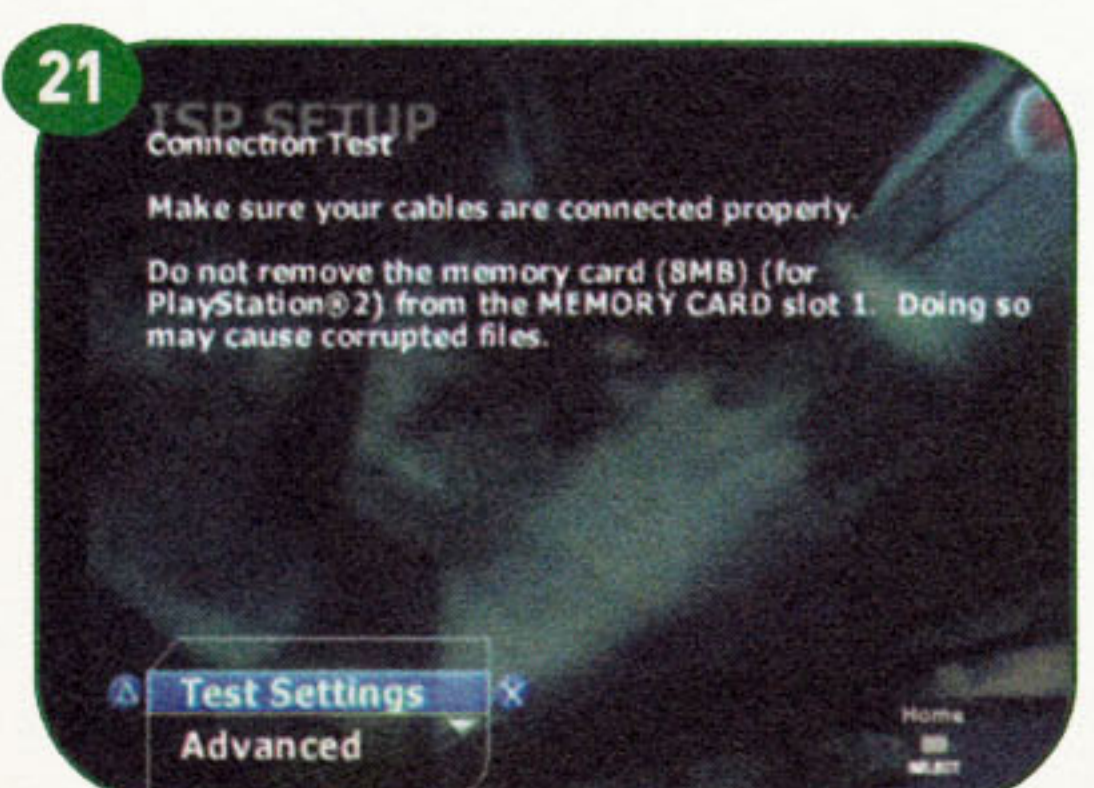 21
ISP SETUP
Connection Test
Make sure your cables are connected properly.
Do not remove the memory card (8MB) (for
PlayStation®2) from the MEMORY CARD slot 1. Doing so
may cause corrupted files.
Test Settings
Advanced
Home
SELECT